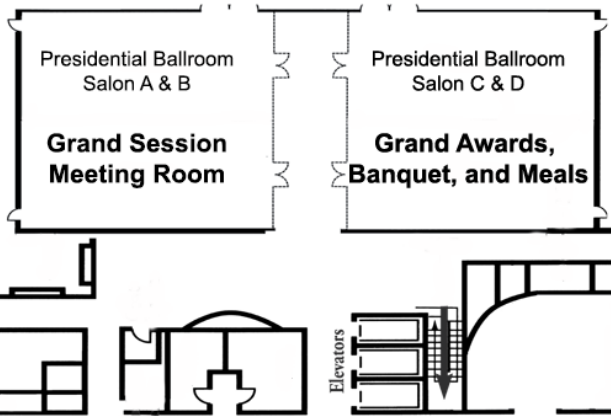 Presidential Ballroom
Salon A & B
Grand Session
Meeting Room
Presidential Ballroom
Salon C & D
Grand Awards,
Banquet, and Meals
Elevators